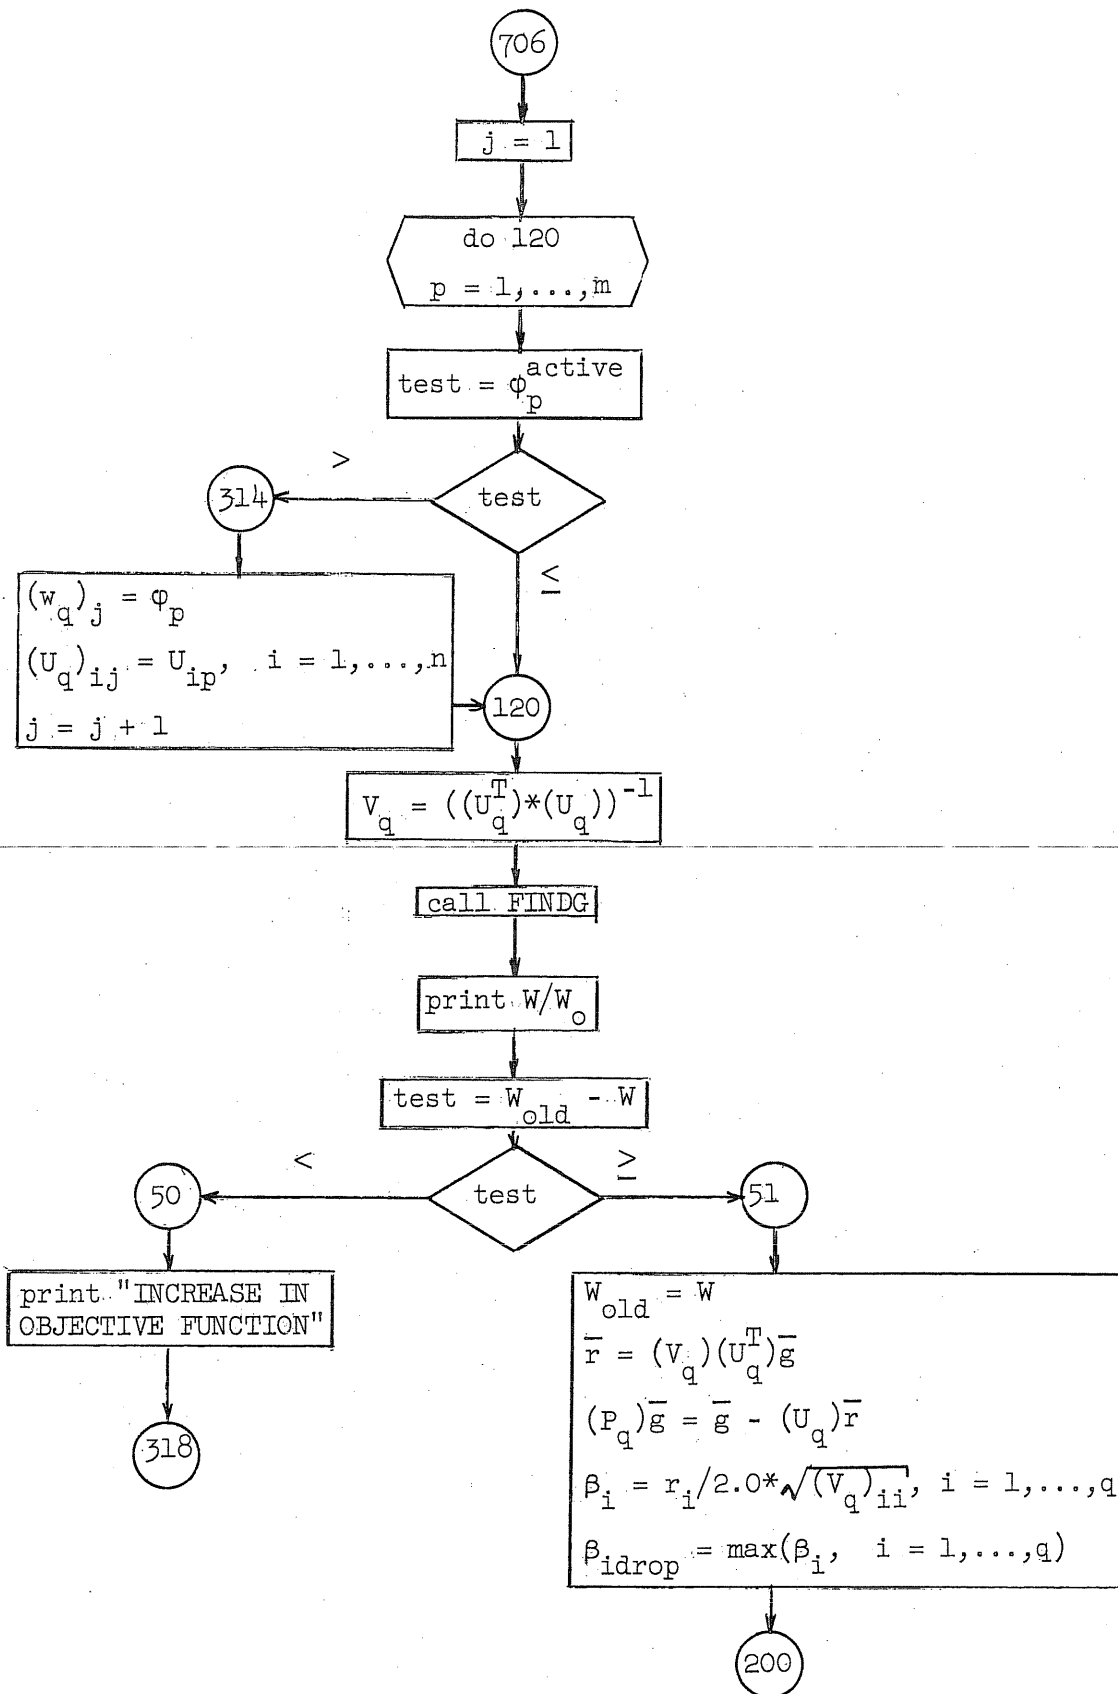 706
j = 1
do 120
p = 1,...,m
test = φ_p^active
>
test
314
≤
(w_q)_j = φ_p
(U_q)_ij = U_ip, i = 1,...,n
j = j + 1
120
V_q = ((U_q^T)*(U_q))^-1
call FINDG
print W/W_o
test = W_old - W
<
≥
50
test
51
print "INCREASE IN
OBJECTIVE FUNCTION"
318
W_old = W
r̅ = (V_q)(U_q^T)g̅
(P_q)g̅ = g̅ - (U_q)r̅
β_i = r_i/2.0*√(V_q)_ii, i = 1,...,q
β_idrop = max(β_i, i = 1,...,q)
200